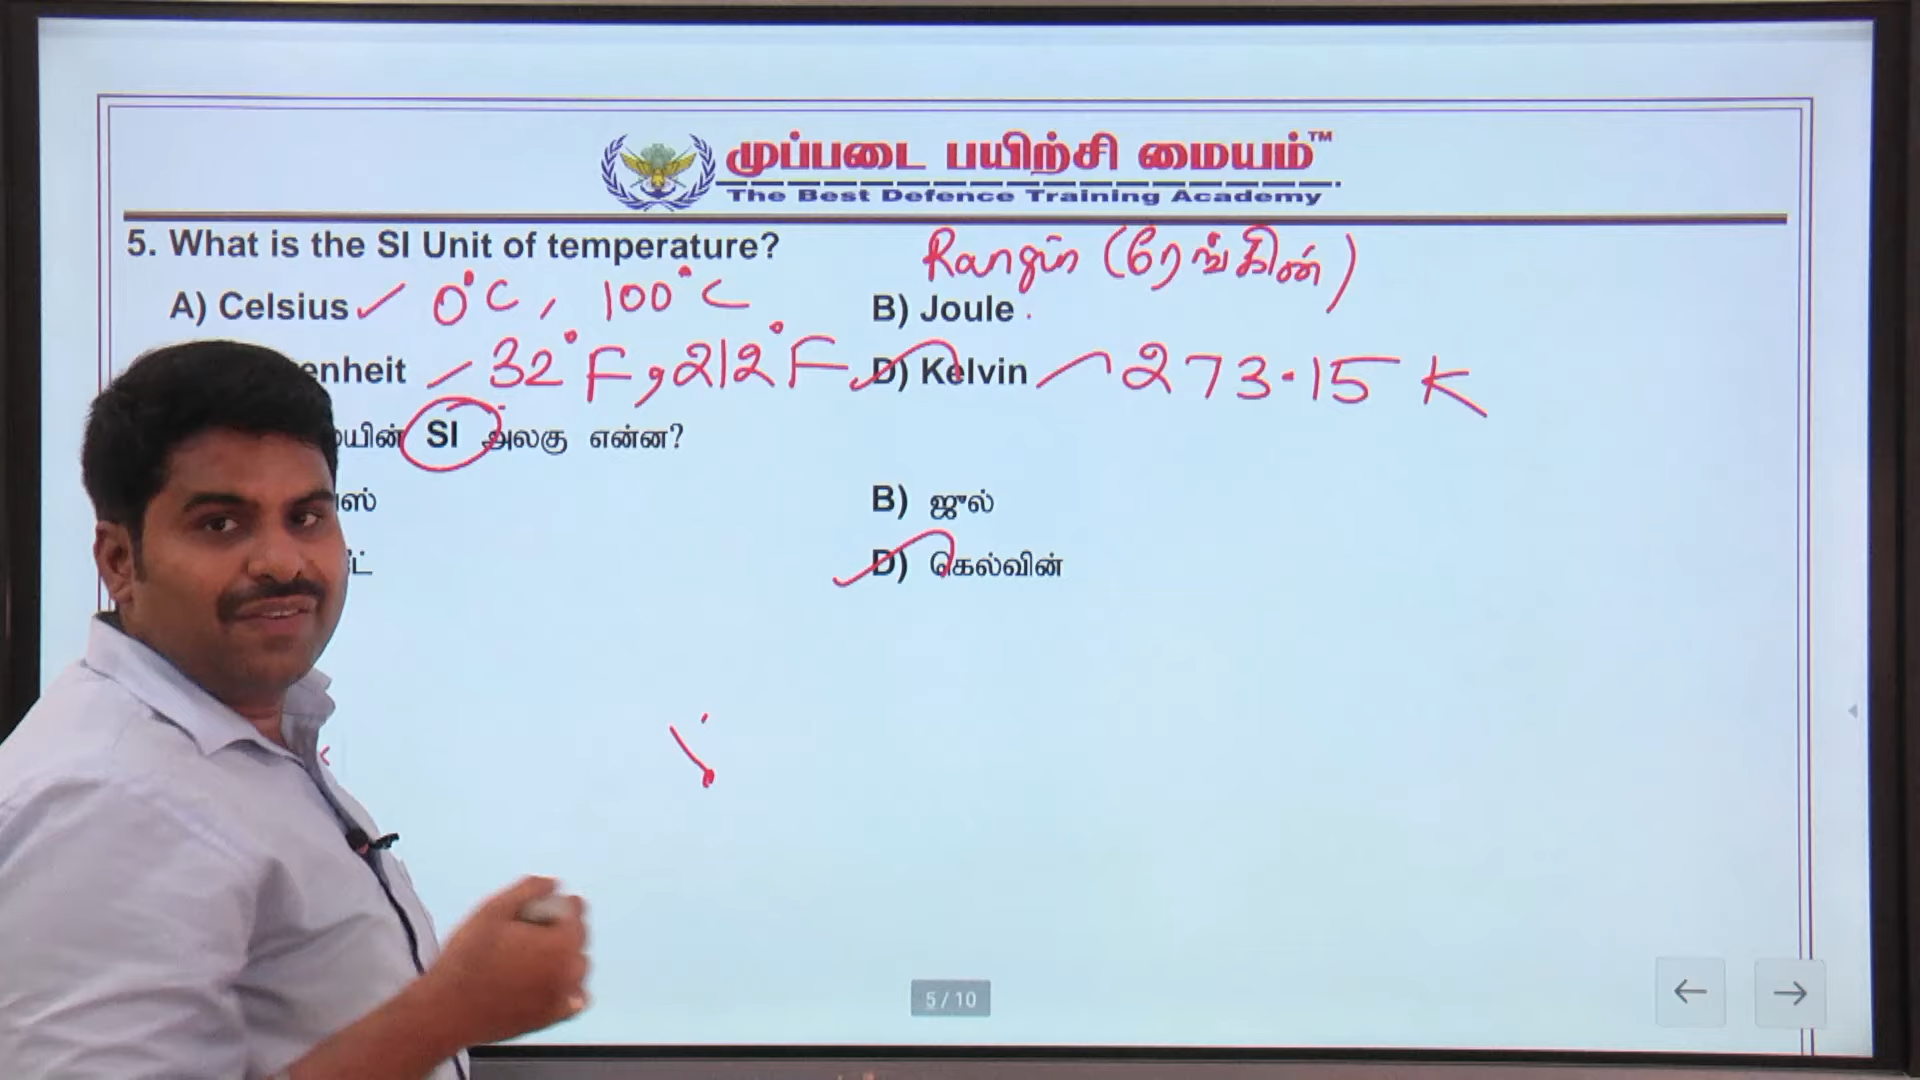 முப்படை பயிற்சி மையம்™
The Best Defence Training Academy
5. What is the SI Unit of temperature?
Rangin (ரேங்கின்)
A) Celsius ✓ 0°C, 100°C
B) Joule
enheit 32°F, 212°F
D) Kelvin 273.15 K
யின் SI அலகு என்ன?
ஸ்
B) ஜுல்
ட்
D) கெல்வின்
5 / 10
← →